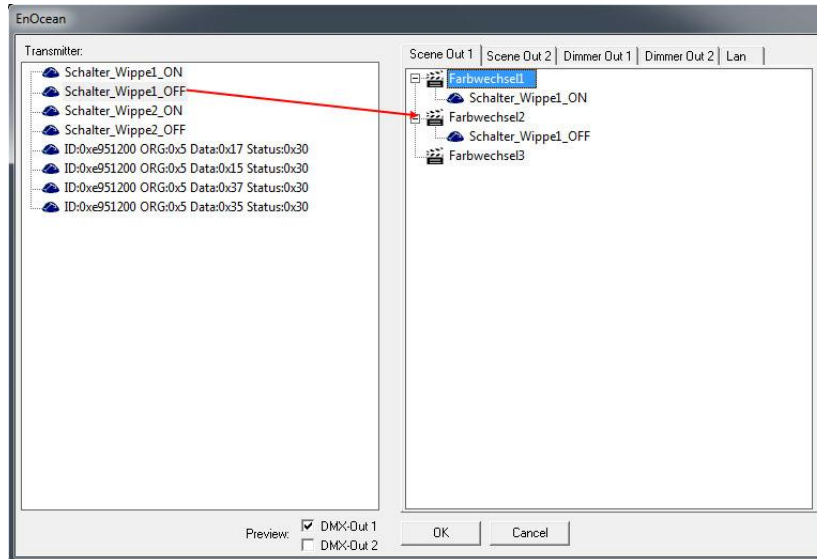 EnOcean
Transmitter:
Schalter_Wippe1_ON
Schalter_Wippe1_OFF
Schalter_Wippe2_ON
Schalter_Wippe2_OFF
ID:0xe951200 ORG:0x5 Data:0x17 Status:0x30
ID:0xe951200 ORG:0x5 Data:0x15 Status:0x30
ID:0xe951200 ORG:0x5 Data:0x37 Status:0x30
ID:0xe951200 ORG:0x5 Data:0x35 Status:0x30
Scene Out 1 Scene Out 2 Dimmer Out 1 Dimmer Out 2 Lan
Farbwechsel1
Schalter_Wippe1_ON
Farbwechsel2
Schalter_Wippe1_OFF
Farbwechsel3
Preview: DMX-Out 1
DMX-Out 2
OK Cancel